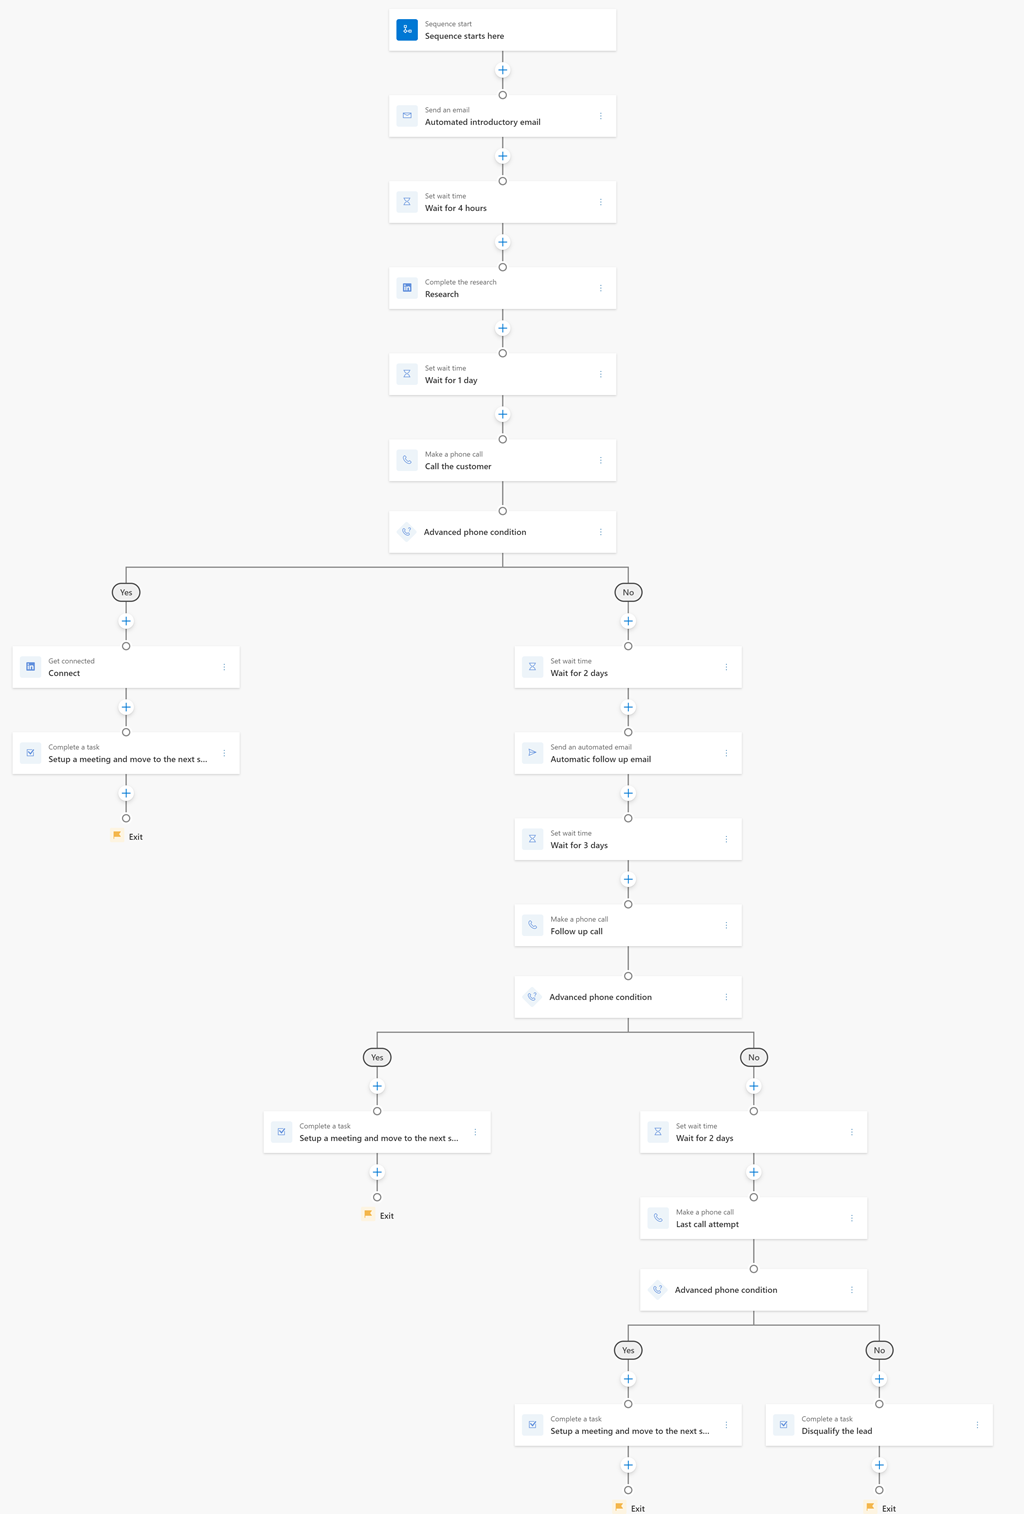 Sequence start
Sequence starts here
Send an email
Automated introductory email
Set wait time
Wait for 4 hours
Complete the research
Research
Set wait time
Wait for 1 day
Make a phone call
Call the customer
Advanced phone condition
Yes
No
Get connected
Connect
Set wait time
Wait for 2 days
Complete a task
Setup a meeting and move to the next s...
Send an automated email
Automatic follow up email
Exit
Set wait time
Wait for 3 days
Make a phone call
Follow up call
Advanced phone condition
Yes
No
Complete a task
Setup a meeting and move to the next s...
Set wait time
Wait for 2 days
Exit
Make a phone call
Last call attempt
Advanced phone condition
Yes
No
Complete a task
Setup a meeting and move to the next s...
Complete a task
Disqualify the lead
Exit
Exit